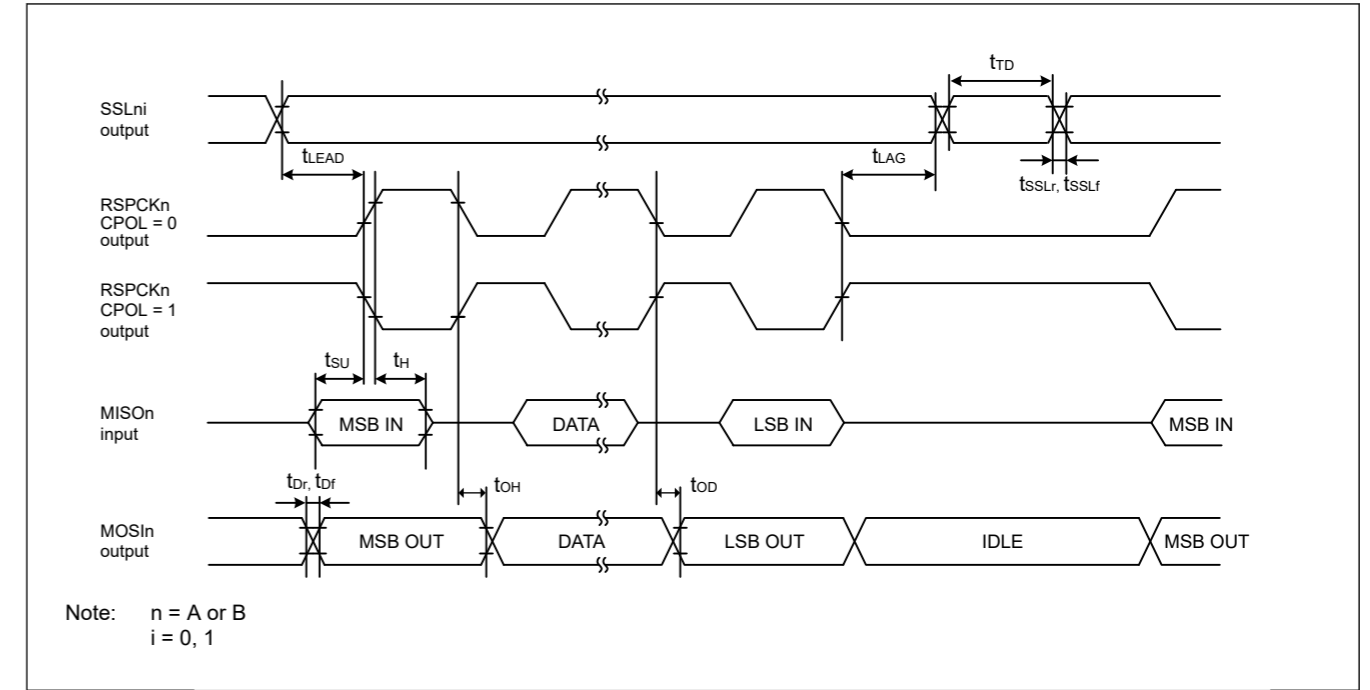 tTD
SSLni
output
tLEAD
tLAG
tSSLr, tSSLf
RSPCKn
CPOL = 0
output
RSPCKn
CPOL = 1
output
tSU
tH
MISOn
input
MSB IN
DATA
LSB IN
MSB IN
tDr, tDf
tOH
tOD
MOSIn
output
MSB OUT
DATA
LSB OUT
IDLE
MSB OUT
Note: n = A or B
i = 0, 1